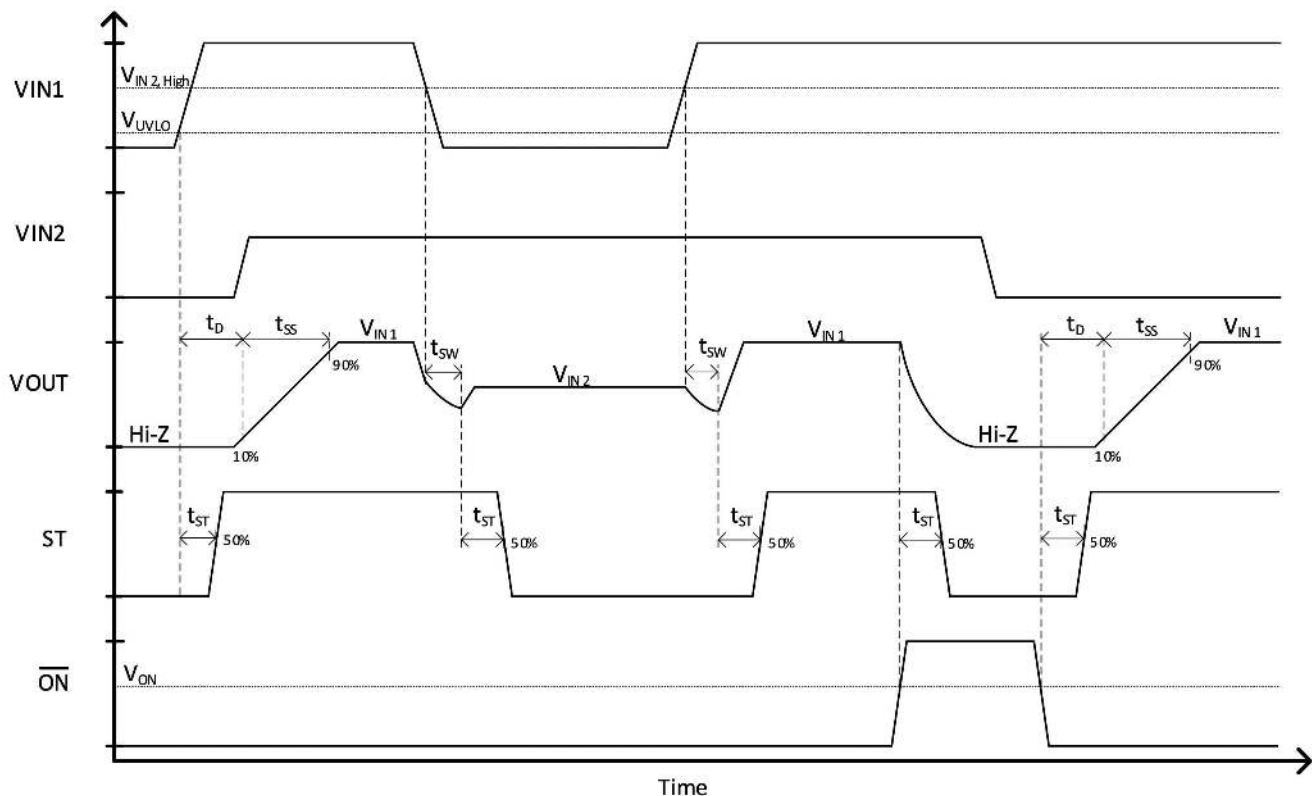 VIN1
V_IN 2, High
V_UVLO
VIN2
t_D
t_SS
V_IN 1
t_SW
t_SW
V_IN 1
t_D
t_SS
V_IN 1
VOUT
90%
V_IN 2
90%
Hi-Z
10%
Hi-Z
10%
ST
t_ST
50%
t_ST
50%
t_ST
50%
t_ST
50%
t_ST
50%
ON
V_ON
Time